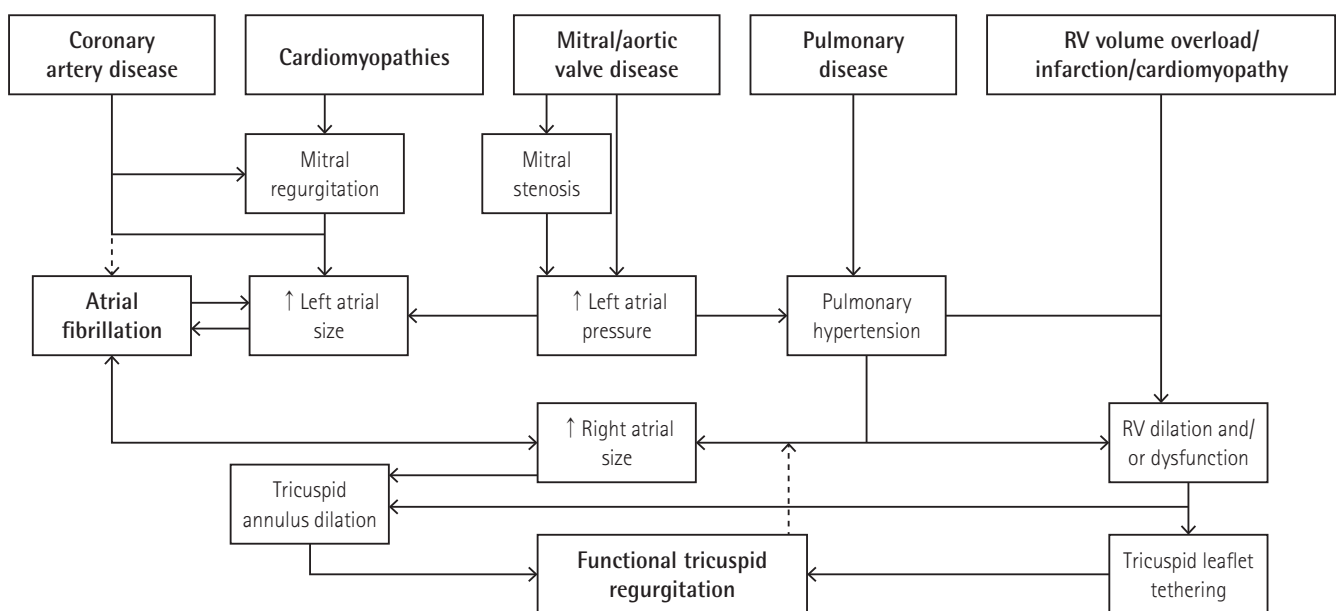 Coronary
artery disease
Cardiomyopathies
Mitral/aortic
valve disease
Pulmonary
disease
RV volume overload/
infarction/cardiomyopathy
Mitral
regurgitation
Mitral
stenosis
Atrial
fibrillation
↑ Left atrial
size
↑ Left atrial
pressure
Pulmonary
hypertension
↑ Right atrial
size
RV dilation and/
or dysfunction
Tricuspid
annulus dilation
Functional tricuspid
regurgitation
Tricuspid leaflet
tethering